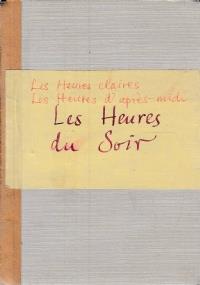 Les Heures claires
Les Heures d'après-midi
Les Heures
du Soir